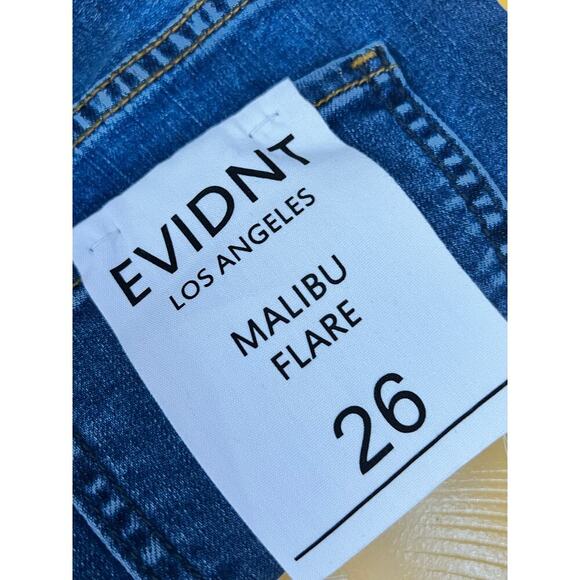 EVIDNT
LOS ANGELES
MALIBU
FLARE
26